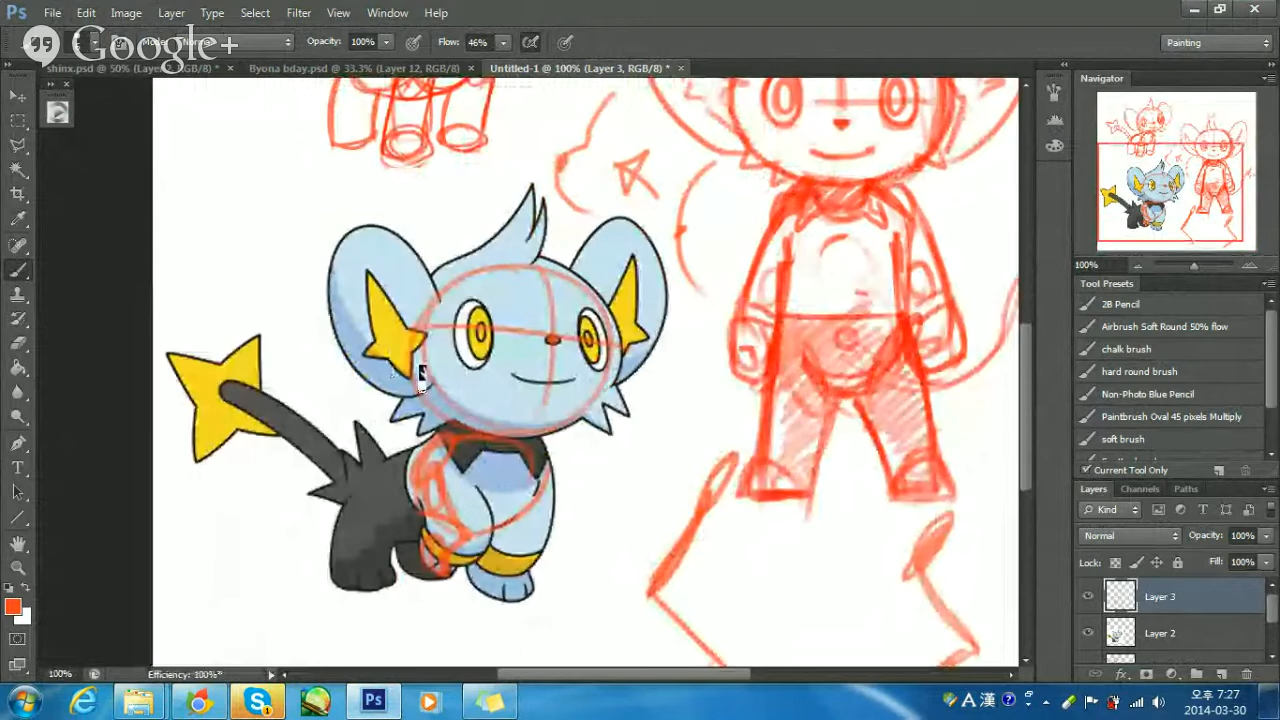 Ps File Edit Image Layer Type Select Filter View Window Help
Google+
Mode: Normal Opacity: 100% Flow: 46% Painting
shinx.psd @ 50% (Layer 2, RGB/8) * × Byona bday.psd @ 33.3% (Layer 12, RGB/8) × Untitled-1 @ 100% (Layer 3, RGB/8) * ×
Navigator
100%
Tool Presets
2B Pencil
Airbrush Soft Round 50% flow
chalk brush
hard round brush
Non-Photo Blue Pencil
Paintbrush Oval 45 pixels Multiply
soft brush
Current Tool Only
Layers Channels Paths
Kind
Normal Opacity: 100%
Lock: Fill: 100%
Layer 3
Layer 2
100% Efficiency: 100%*
A 漢
오후 7:27
2014-03-30